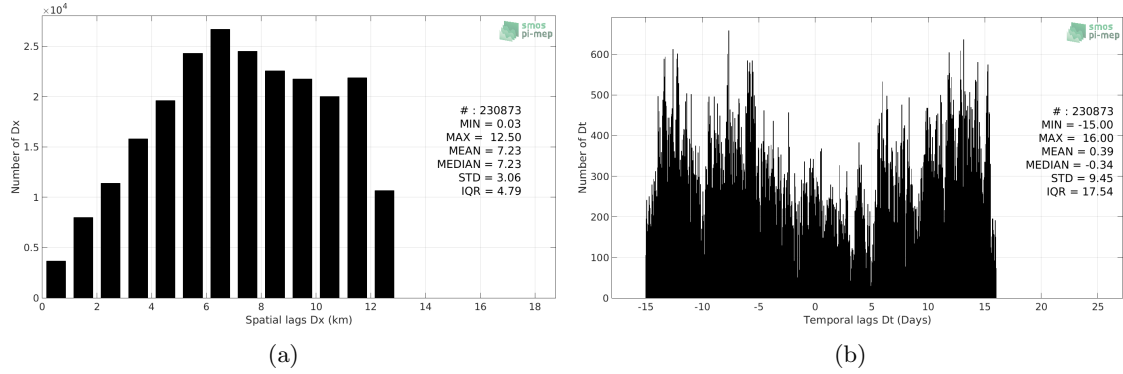 ×10⁴
2.5
2
1.5
1
0.5
0
Number of Dx
smos
pi-mep
# : 230873
MIN = 0.03
MAX = 12.50
MEAN = 7.23
MEDIAN = 7.23
STD = 3.06
IQR = 4.79
0 2 4 6 8 10 12 14 16 18
Spatial lags Dx (km)
(a)
600
500
400
300
200
100
0
Number of Dt
smos
pi-mep
# : 230873
MIN = -15.00
MAX = 16.00
MEAN = 0.39
MEDIAN = -0.34
STD = 9.45
IQR = 17.54
-15 -10 -5 0 5 10 15 20 25
Temporal lags Dt (Days)
(b)